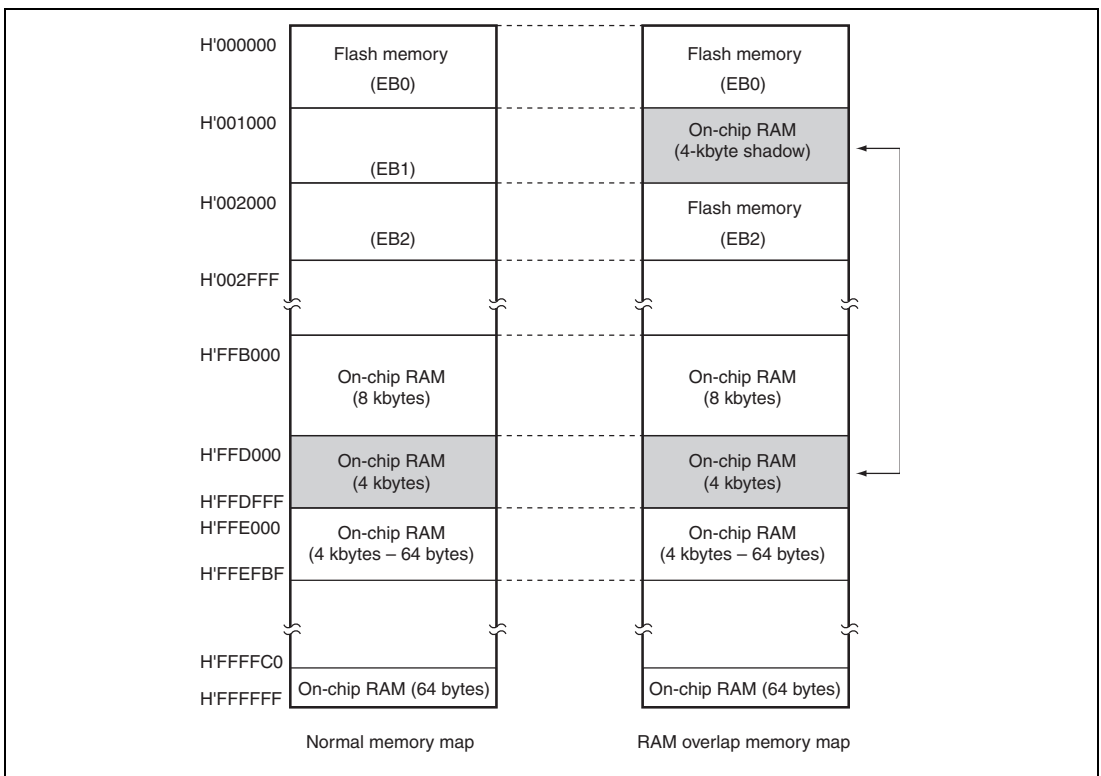 H'000000
Flash memory
(EB0)
Flash memory
(EB0)
H'001000
(EB1)
On-chip RAM
(4-kbyte shadow)
H'002000
(EB2)
Flash memory
(EB2)
H'002FFF
H'FFB000
On-chip RAM
(8 kbytes)
On-chip RAM
(8 kbytes)
H'FFD000
On-chip RAM
(4 kbytes)
On-chip RAM
(4 kbytes)
H'FFDFFF
H'FFE000
On-chip RAM
(4 kbytes – 64 bytes)
On-chip RAM
(4 kbytes – 64 bytes)
H'FFEFBF
H'FFFFC0
On-chip RAM (64 bytes)
On-chip RAM (64 bytes)
H'FFFFFF
Normal memory map
RAM overlap memory map